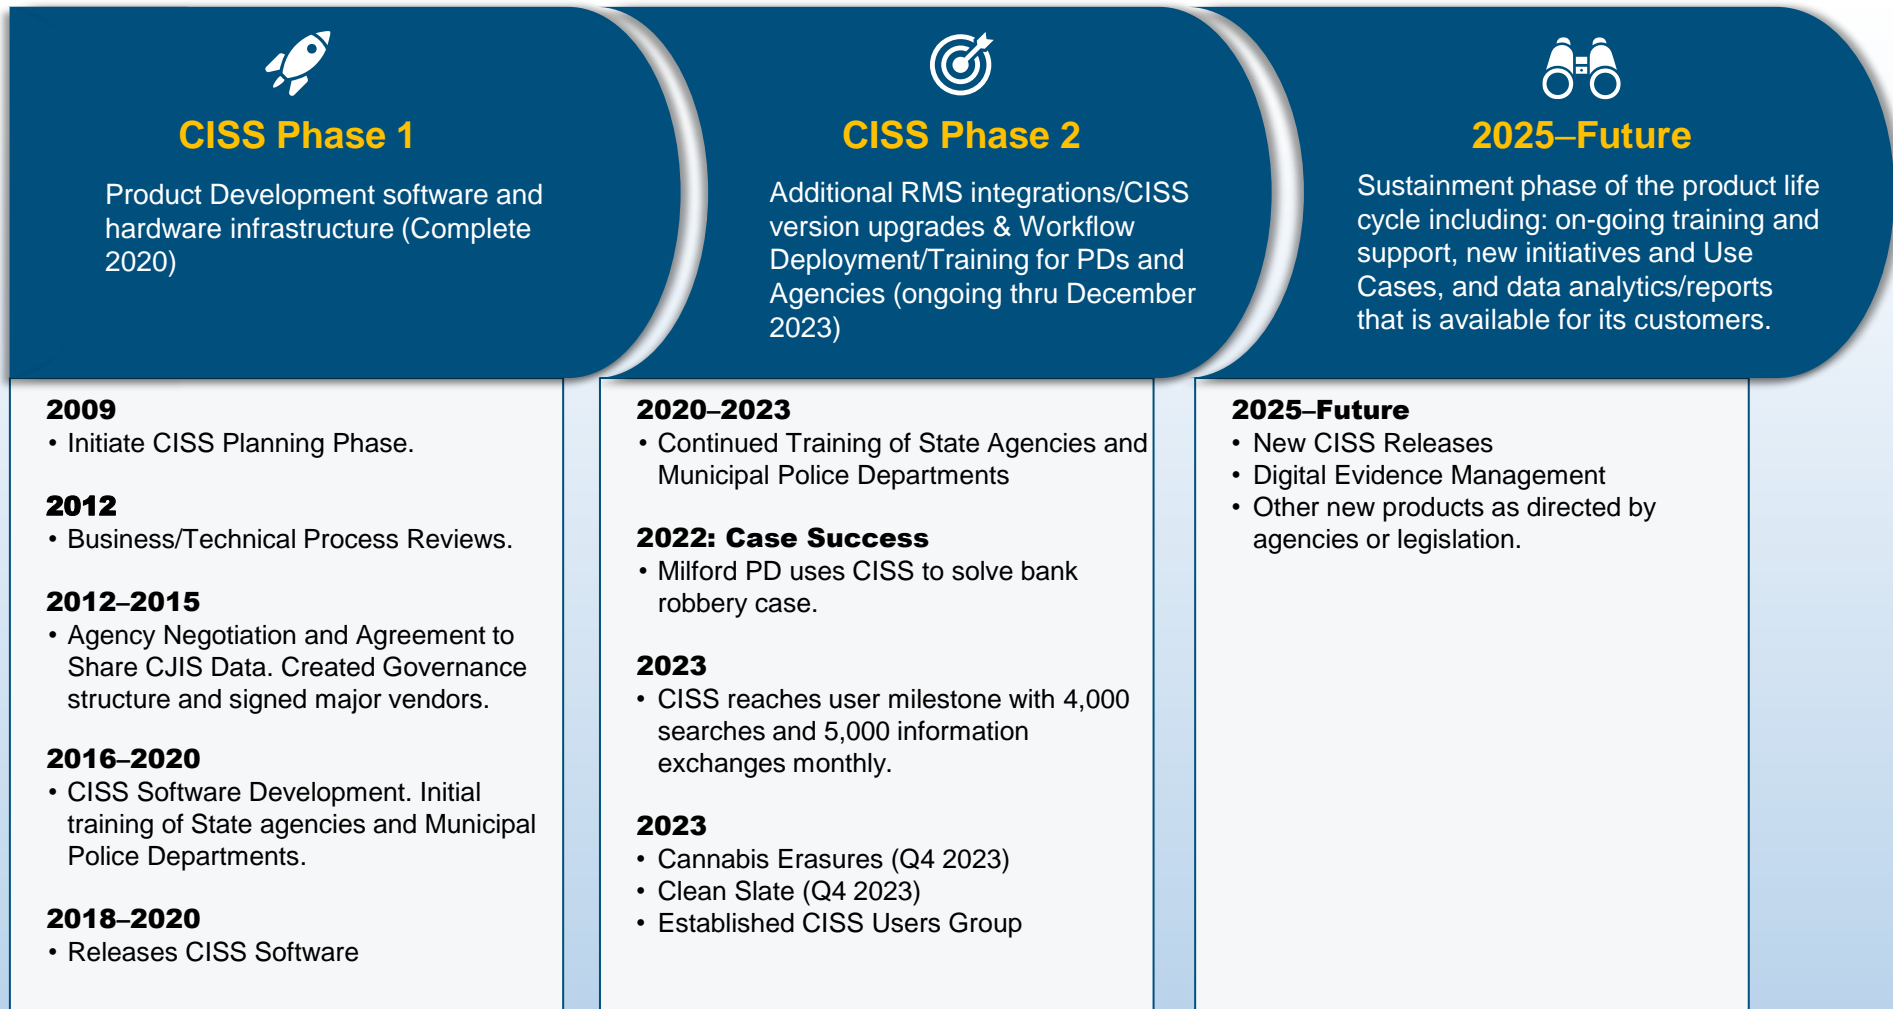 CISS Phase 1
Product Development software and
hardware infrastructure (Complete
2020)
2009
• Initiate CISS Planning Phase.
2012
• Business/Technical Process Reviews.
2012–2015
• Agency Negotiation and Agreement to
Share CJIS Data. Created Governance
structure and signed major vendors.
2016–2020
• CISS Software Development. Initial
training of State agencies and Municipal
Police Departments.
2018–2020
• Releases CISS Software
CISS Phase 2
Additional RMS integrations/CISS
version upgrades & Workflow
Deployment/Training for PDs and
Agencies (ongoing thru December
2023)
2020–2023
• Continued Training of State Agencies and
Municipal Police Departments
2022: Case Success
• Milford PD uses CISS to solve bank
robbery case.
2023
• CISS reaches user milestone with 4,000
searches and 5,000 information
exchanges monthly.
2023
• Cannabis Erasures (Q4 2023)
• Clean Slate (Q4 2023)
• Established CISS Users Group
2025–Future
Sustainment phase of the product life
cycle including: on-going training and
support, new initiatives and Use
Cases, and data analytics/reports
that is available for its customers.
2025–Future
• New CISS Releases
• Digital Evidence Management
• Other new products as directed by
agencies or legislation.